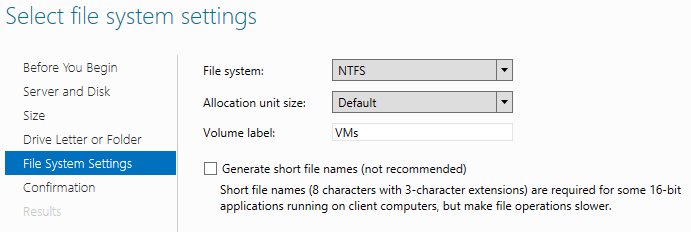 Select file system settings
Before You Begin
Server and Disk
Size
Drive Letter or Folder
File System Settings
Confirmation
Results
File system:
NTFS
Allocation unit size:
Default
Volume label:
VMs
Generate short file names (not recommended)
Short file names (8 characters with 3-character extensions) are required for some 16-bit
applications running on client computers, but make file operations slower.